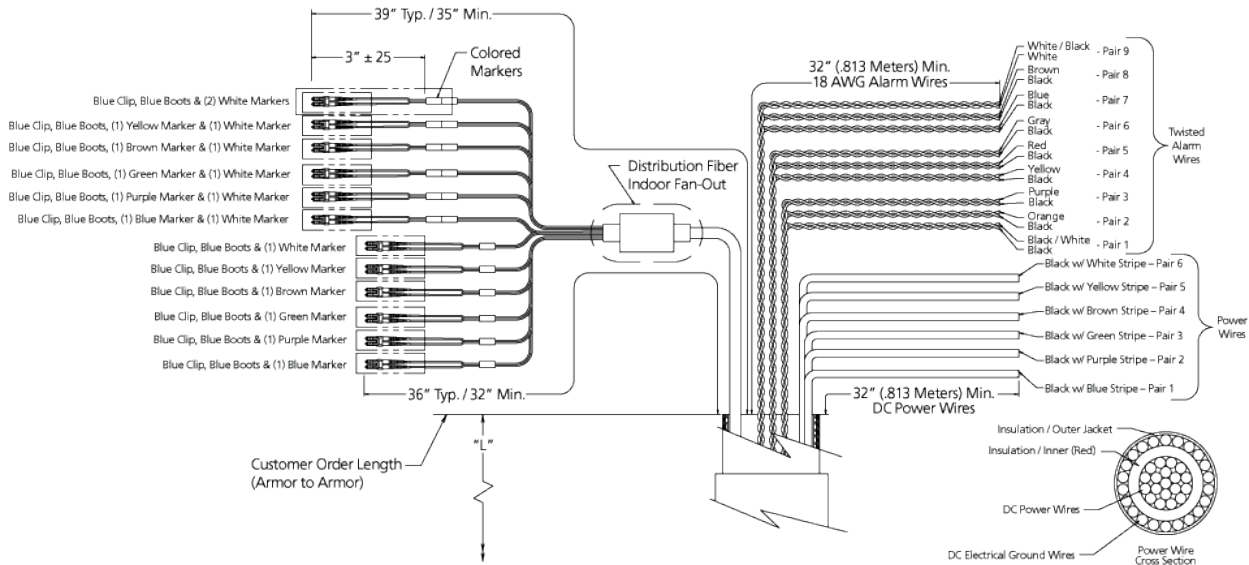 39” Typ. / 35” Min.
3” ± 25
Colored
Markers
Blue Clip, Blue Boots & (2) White Markers
Blue Clip, Blue Boots, (1) Yellow Marker & (1) White Marker
Blue Clip, Blue Boots, (1) Brown Marker & (1) White Marker
Blue Clip, Blue Boots, (1) Green Marker & (1) White Marker
Blue Clip, Blue Boots, (1) Purple Marker & (1) White Marker
Blue Clip, Blue Boots, (1) Blue Marker & (1) White Marker
Blue Clip, Blue Boots & (1) White Marker
Blue Clip, Blue Boots & (1) Yellow Marker
Blue Clip, Blue Boots & (1) Brown Marker
Blue Clip, Blue Boots & (1) Green Marker
Blue Clip, Blue Boots & (1) Purple Marker
Blue Clip, Blue Boots & (1) Blue Marker
36” Typ. / 32” Min.
Distribution Fiber
Indoor Fan-Out
"L"
Customer Order Length
(Armor to Armor)
32” (.813 Meters) Min.
18 AWG Alarm Wires
White / Black
White
- Pair 9
Brown
Black
- Pair 8
Blue
Black
- Pair 7
Gray
Black
- Pair 6
Red
Black
- Pair 5
Yellow
Black
- Pair 4
Purple
Black
- Pair 3
Orange
Black
- Pair 2
Black / White
Black
- Pair 1
Twisted
Alarm
Wires
Black w/ White Stripe – Pair 6
Black w/ Yellow Stripe – Pair 5
Black w/ Brown Stripe – Pair 4
Black w/ Green Stripe – Pair 3
Black w/ Purple Stripe – Pair 2
Black w/ Blue Stripe – Pair 1
Power
Wires
32” (.813 Meters) Min.
DC Power Wires
Insulation / Outer Jacket
Insulation / Inner (Red)
DC Power Wires
DC Electrical Ground Wires
Power Wire
Cross Section